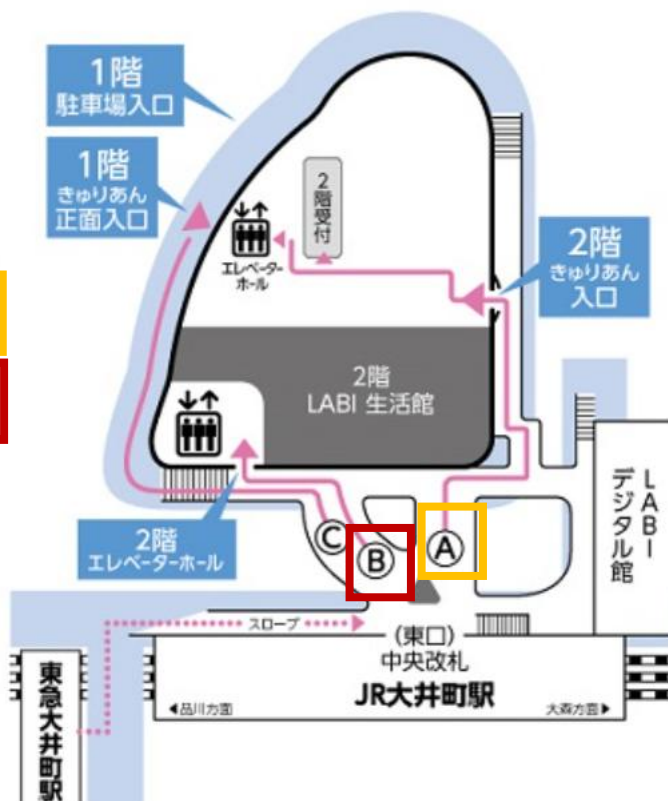 1階
駐車場入口
1階
きゅりあん
正面入口
2階受付
エレベーター
ホール
2階
きゅりあん
入口
2階
LABI 生活館
LABI
デジタル館
2階
エレベーターホール
C
B
A
スロープ
(東口)
中央改札
JR大井町駅
◀品川方面
大森方面▶
東急大井町駅